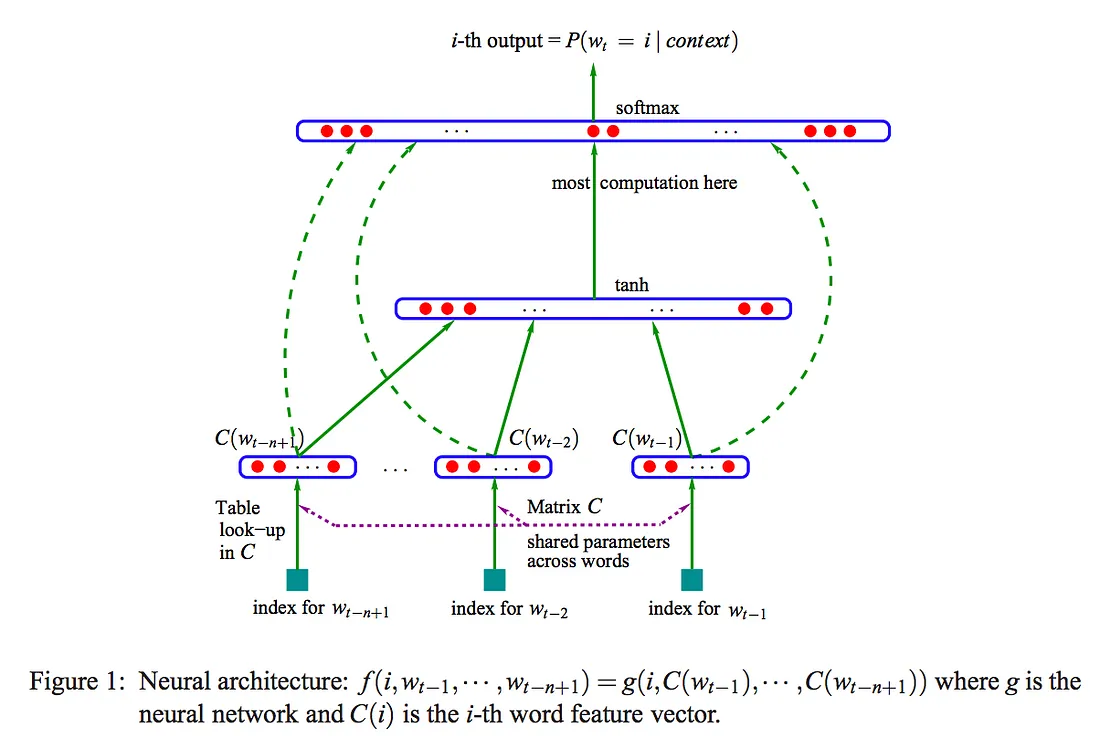 i-th output = P(w_t = i | context)
softmax
... ...
most computation here
tanh
... ...
C(w_{t−n+1}) C(w_{t−2}) C(w_{t−1})
... ... ... ...
Table
look−up
in C
Matrix C
shared parameters
across words
index for w_{t−n+1} index for w_{t−2} index for w_{t−1}
Figure 1: Neural architecture: f(i,w_{t−1},⋯,w_{t−n+1}) = g(i,C(w_{t−1}),⋯,C(w_{t−n+1})) where g is the
neural network and C(i) is the i-th word feature vector.